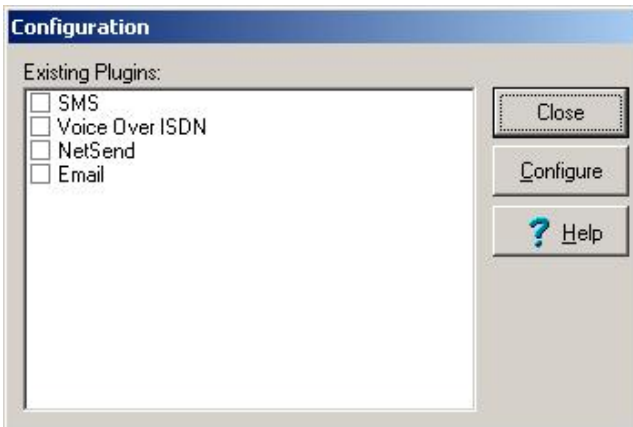 Configuration
Existing Plugins:
SMS
Voice Over ISDN
NetSend
Email
Close
Configure
? Help